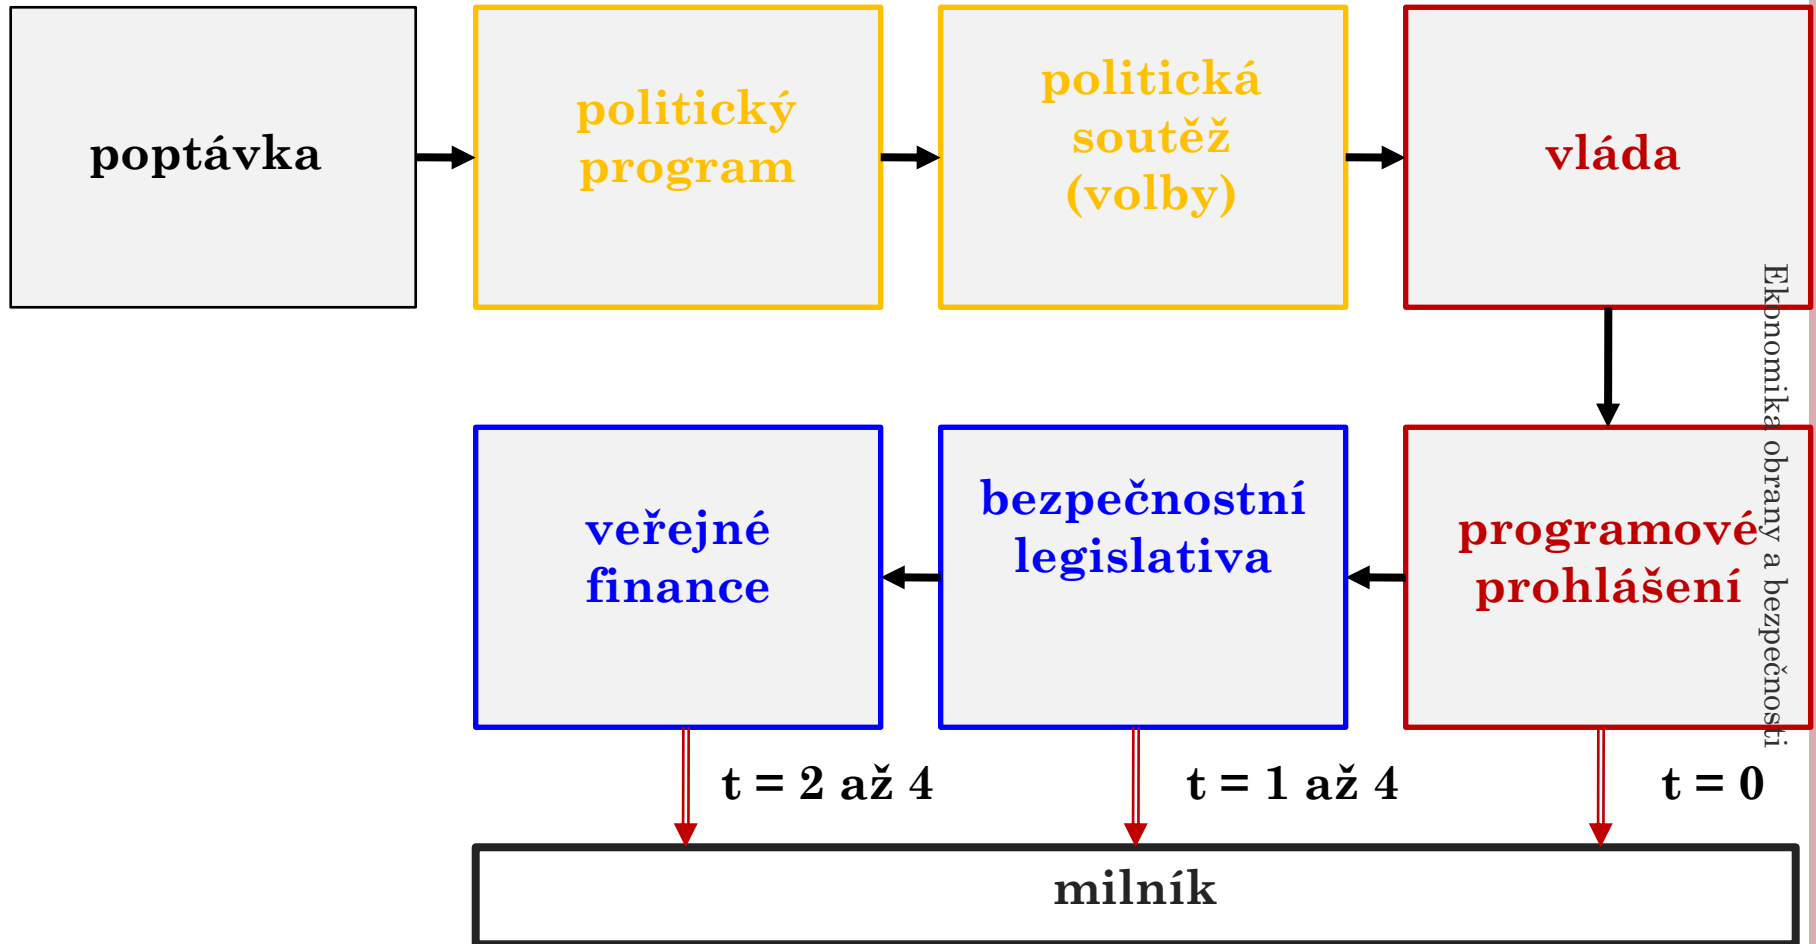 poptávka
politický
program
politická
soutěž
(volby)
vláda
programové
prohlášení
bezpečnostní
legislativa
veřejné
finance
t = 2 až 4
t = 1 až 4
t = 0
milník
Ekonomika obrany a bezpečnosti